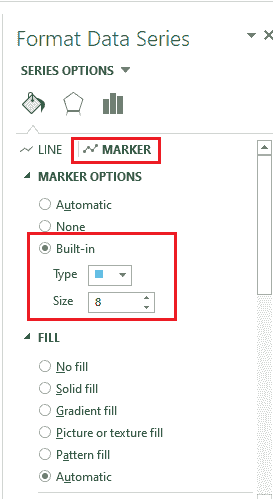 Format Data Series
SERIES OPTIONS
LINE MARKER
MARKER OPTIONS
Automatic
None
Built-in
Type
Size 8
FILL
No fill
Solid fill
Gradient fill
Picture or texture fill
Pattern fill
Automatic